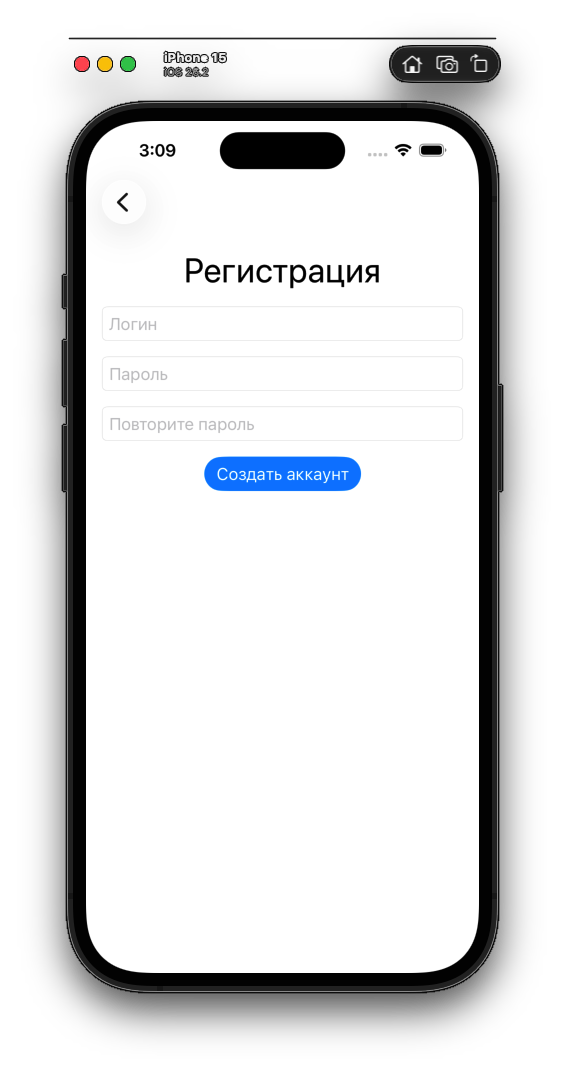 iPhone 15
iOS 26.2
3:09
Регистрация
Логин
Пароль
Повторите пароль
Создать аккаунт